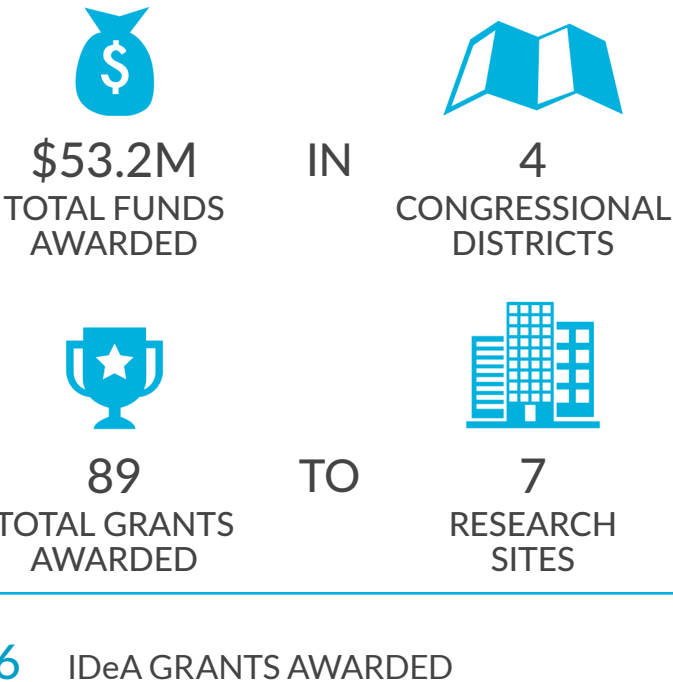 $
$53.2M IN 4
TOTAL FUNDS CONGRESSIONAL
AWARDED DISTRICTS
89 TO 7
TOTAL GRANTS RESEARCH
AWARDED SITES
6 IDeA GRANTS AWARDED